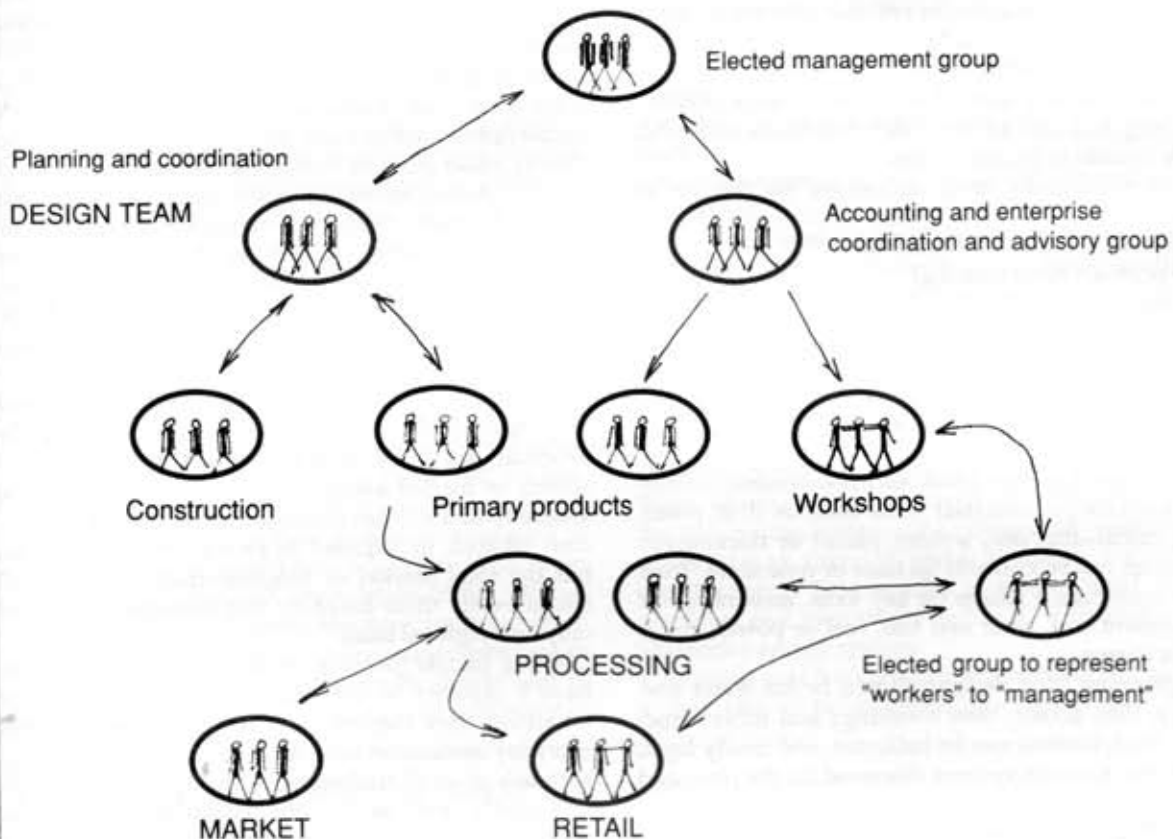 Elected management group
Planning and coordination
DESIGN TEAM
Accounting and enterprise
coordination and advisory group
Construction
Primary products
Workshops
PROCESSING
Elected group to represent
"workers" to "management"
MARKET
RETAIL